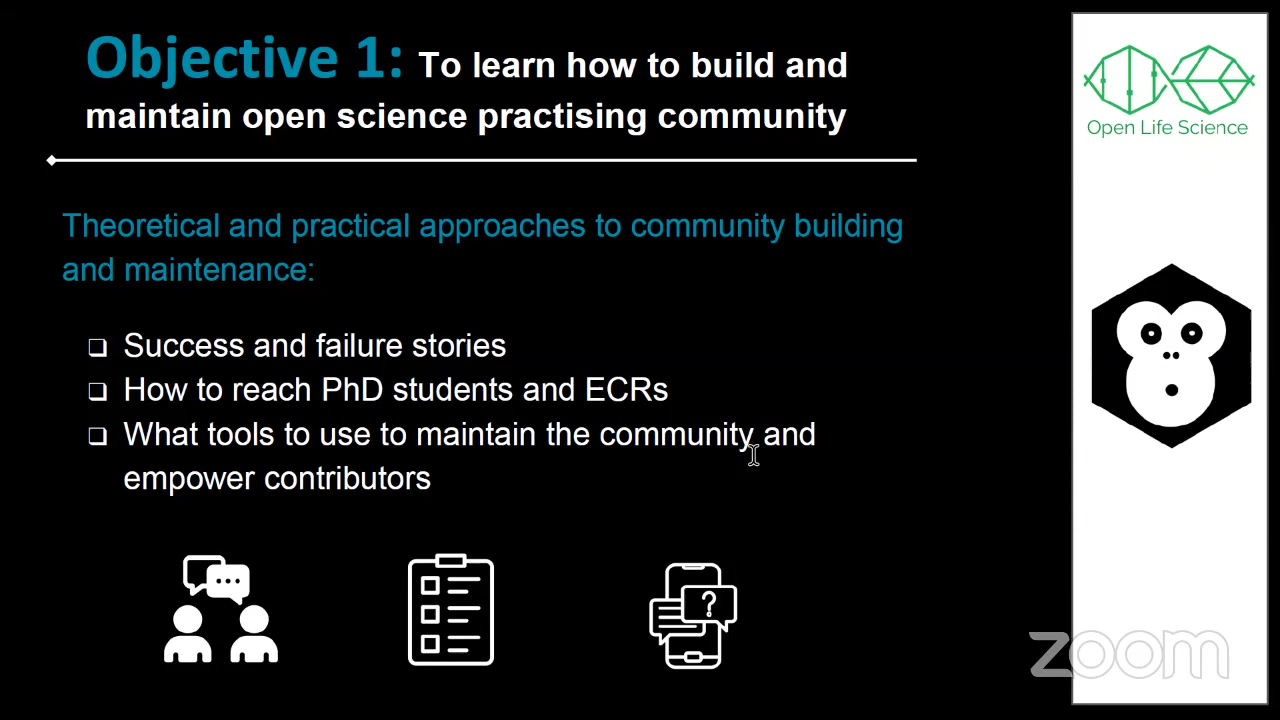 Objective 1: To learn how to build and
maintain open science practising community
Open Life Science
Theoretical and practical approaches to community building
and maintenance:
❑ Success and failure stories
❑ How to reach PhD students and ECRs
❑ What tools to use to maintain the community and
empower contributors
?
zoom